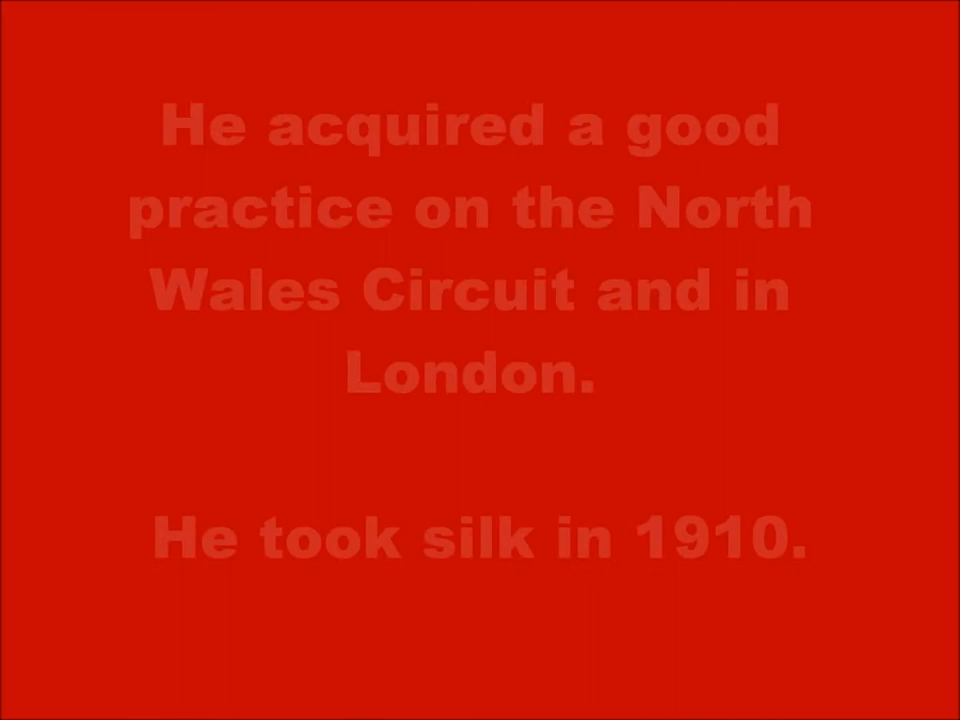 He acquired a good
practice on the North
Wales Circuit and in
London.
He took silk in 1910.